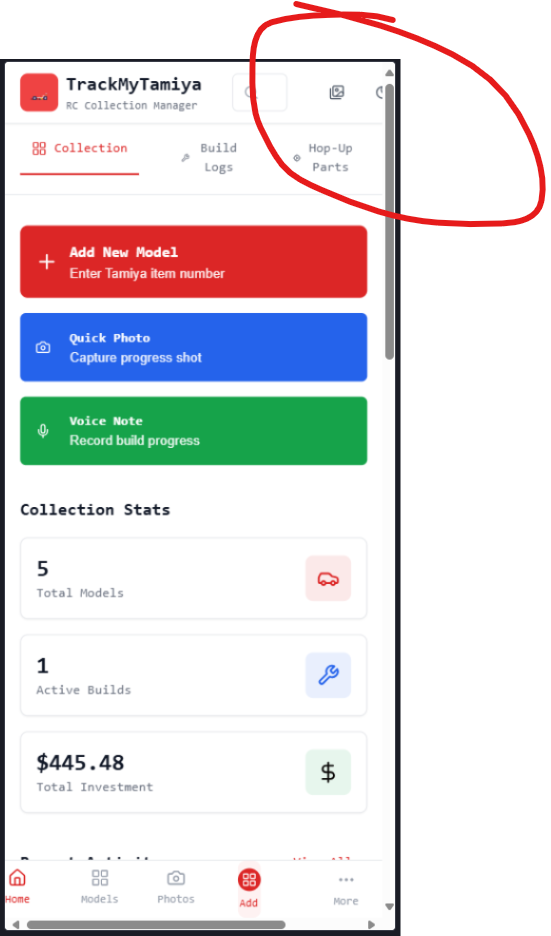 TrackMyTamiya
RC Collection Manager
Collection
Build
Logs
Hop-Up
Parts
Add New Model
Enter Tamiya item number
Quick Photo
Capture progress shot
Voice Note
Record build progress
Collection Stats
5
Total Models
1
Active Builds
$445.48
Total Investment
$
Home
Models
Photos
Add
More